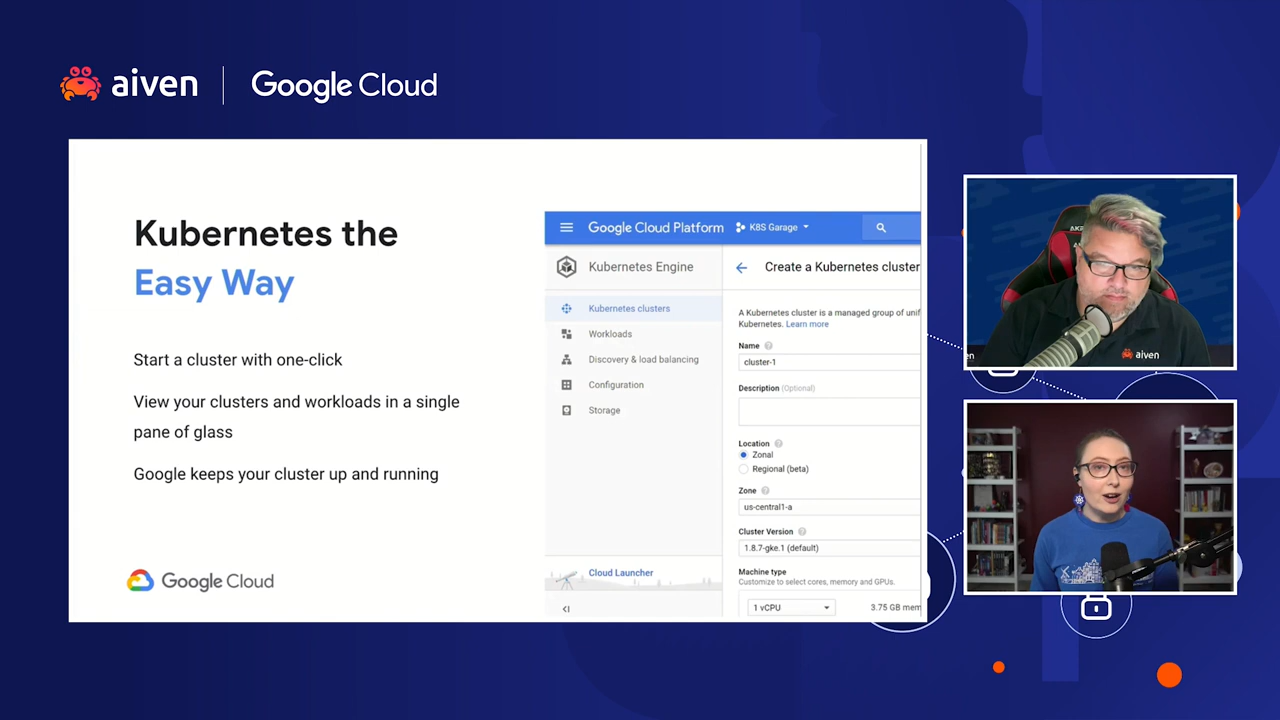 aiven | Google Cloud
Kubernetes the
Easy Way
Start a cluster with one-click
View your clusters and workloads in a single
pane of glass
Google keeps your cluster up and running
Google Cloud
Google Cloud Platform
K8S Garage
Kubernetes Engine
Create a Kubernetes cluster
Kubernetes clusters
Workloads
Discovery & load balancing
Configuration
Storage
Cloud Launcher
A Kubernetes cluster is a managed group of unif
Kubernetes. Learn more
Name
cluster-1
Description (Optional)
Location
Zonal
Regional (beta)
Zone
us-central1-a
Cluster Version
1.8.7-gke.1 (default)
Machine type
Customize to select cores, memory and GPUs.
1 vCPU
3.75 GB mem
aiven
en